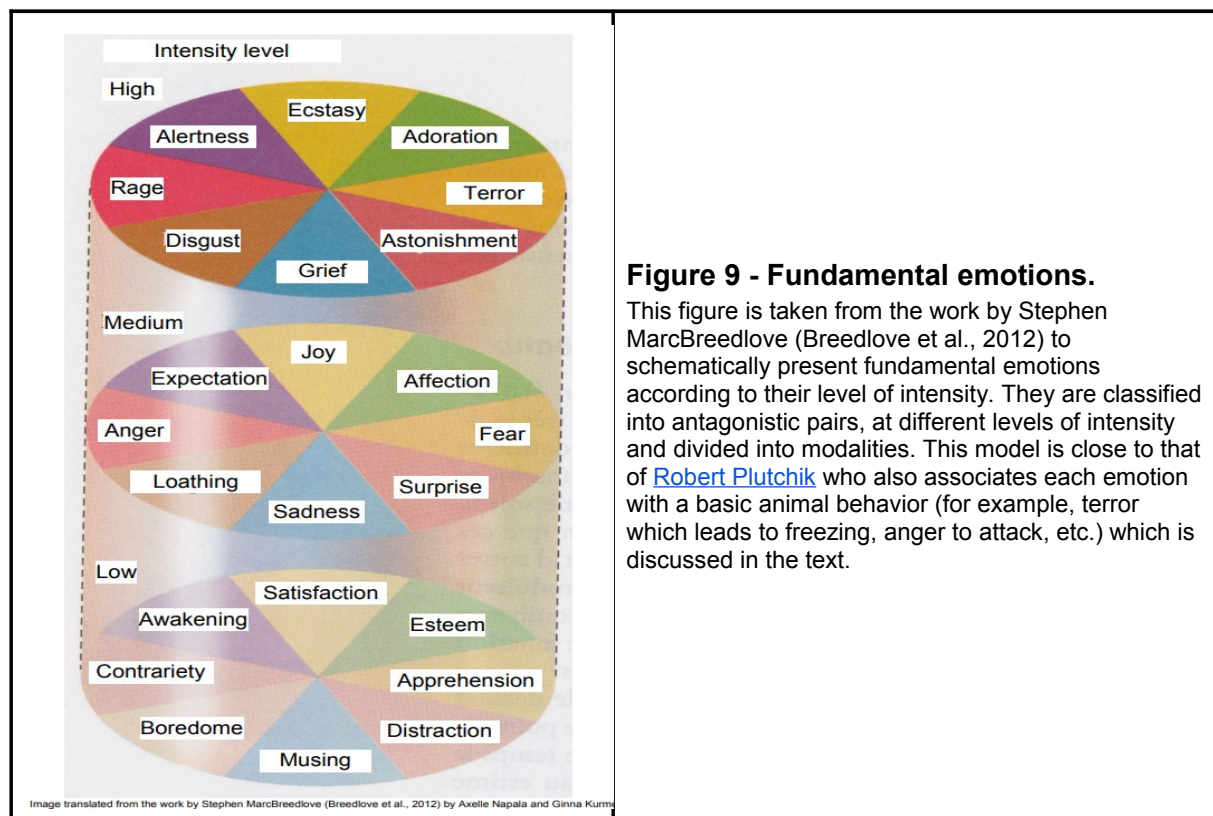 Intensity level
High
Ecstasy
Alertness
Adoration
Rage
Terror
Disgust
Astonishment
Grief
Medium
Joy
Expectation
Affection
Anger
Fear
Loathing
Surprise
Sadness
Low
Satisfaction
Awakening
Esteem
Contrariety
Apprehension
Boredome
Distraction
Musing
Image translated from the work by Stephen MarcBreedlove (Breedlove et al., 2012) by Axelle Napala and Ginna
Figure 9 - Fundamental emotions.
This figure is taken from the work by Stephen
MarcBreedlove (Breedlove et al., 2012) to
schematically present fundamental emotions
according to their level of intensity. They are classified
into antagonistic pairs, at different levels of intensity
and divided into modalities. This model is close to that
of Robert Plutchik who also associates each emotion
with a basic animal behavior (for example, terror
which leads to freezing, anger to attack, etc.) which is
discussed in the text.